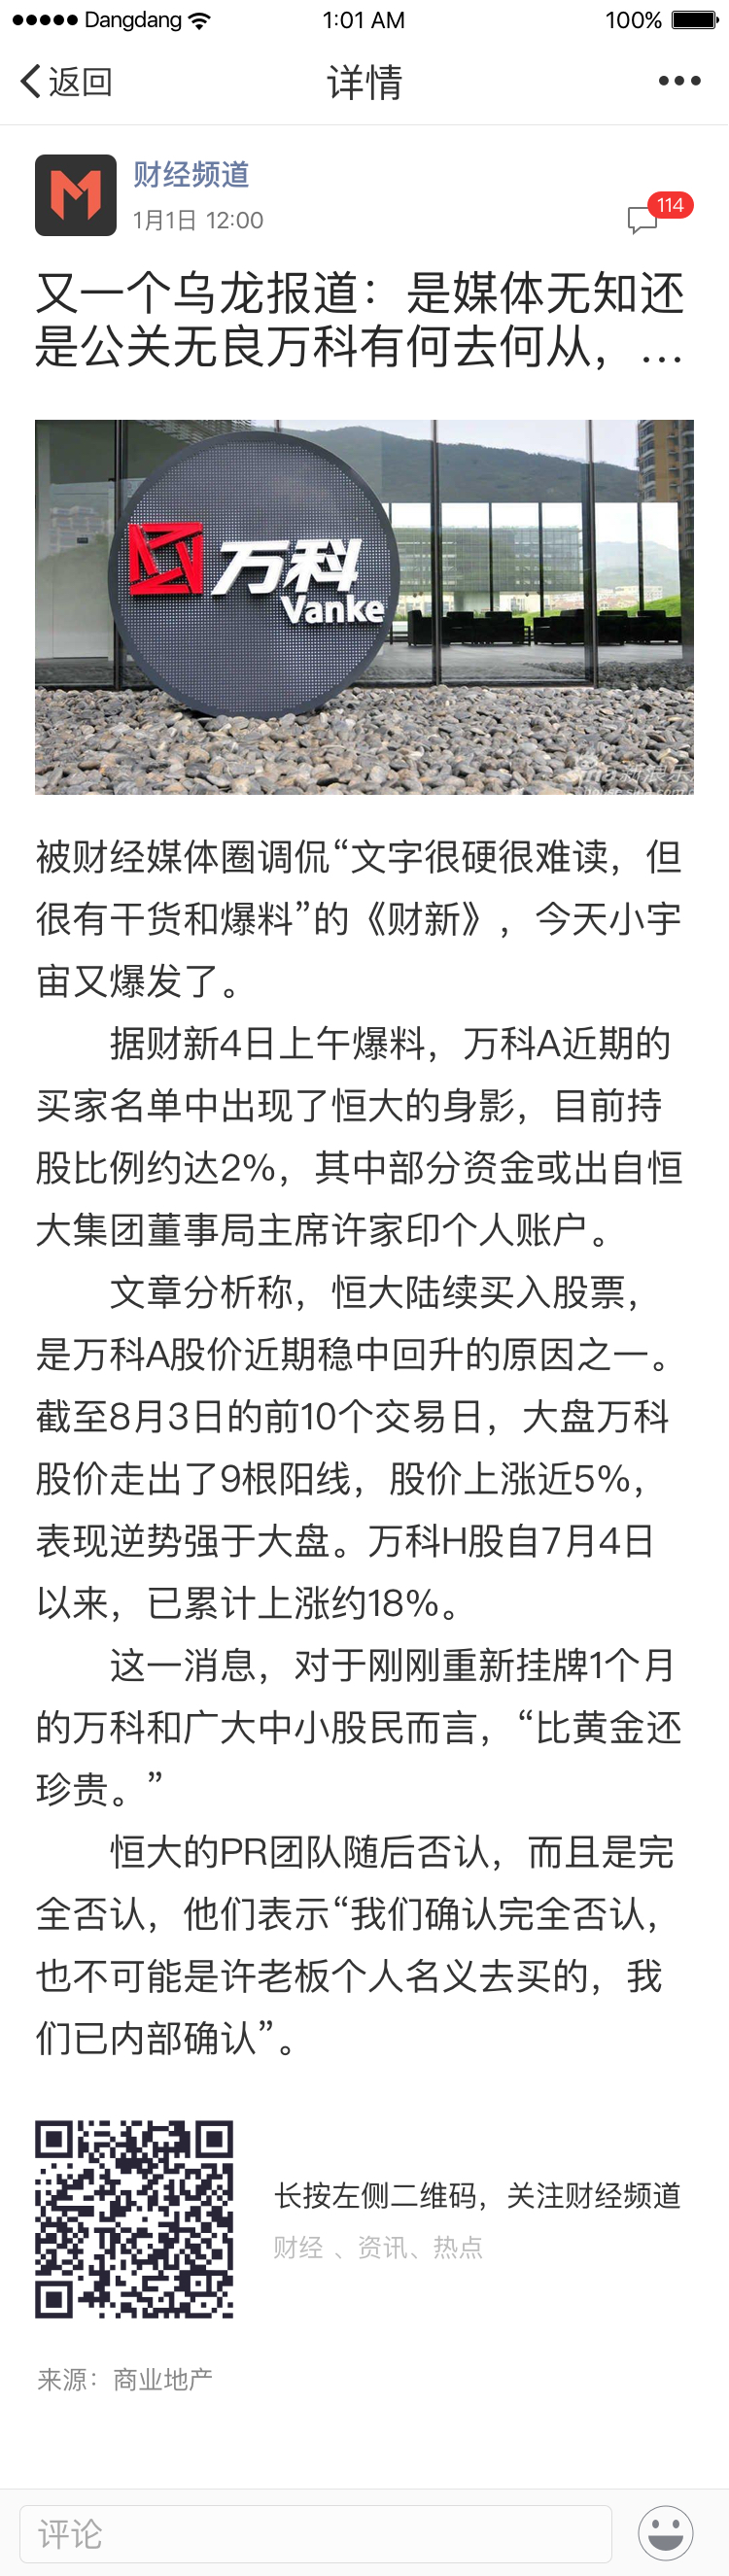 Dangdang
1:01 AM
100%
返回
详情
财经频道
1月1日 12:00
114
又一个乌龙报道：是媒体无知还
是公关无良万科有何去何从，...
万科
Vanke
被财经媒体圈调侃“文字很硬很难读，但
很有干货和爆料”的《财新》，今天小宇
宙又爆发了。
据财新4日上午爆料，万科A近期的
买家名单中出现了恒大的身影，目前持
股比例约达2%，其中部分资金或出自恒
大集团董事局主席许家印个人账户。
文章分析称，恒大陆续买入股票，
是万科A股价近期稳中回升的原因之一。
截至8月3日的前10个交易日，大盘万科
股价走出了9根阳线，股价上涨近5%，
表现逆势强于大盘。万科H股自7月4日
以来，已累计上涨约18%。
这一消息，对于刚刚重新挂牌1个月
的万科和广大中小股民而言，“比黄金还
珍贵。”
恒大的PR团队随后否认，而且是完
全否认，他们表示“我们确认完全否认，
也不可能是许老板个人名义去买的，我
们已内部确认”。
长按左侧二维码，关注财经频道
财经 、资讯、热点
来源：商业地产
评论